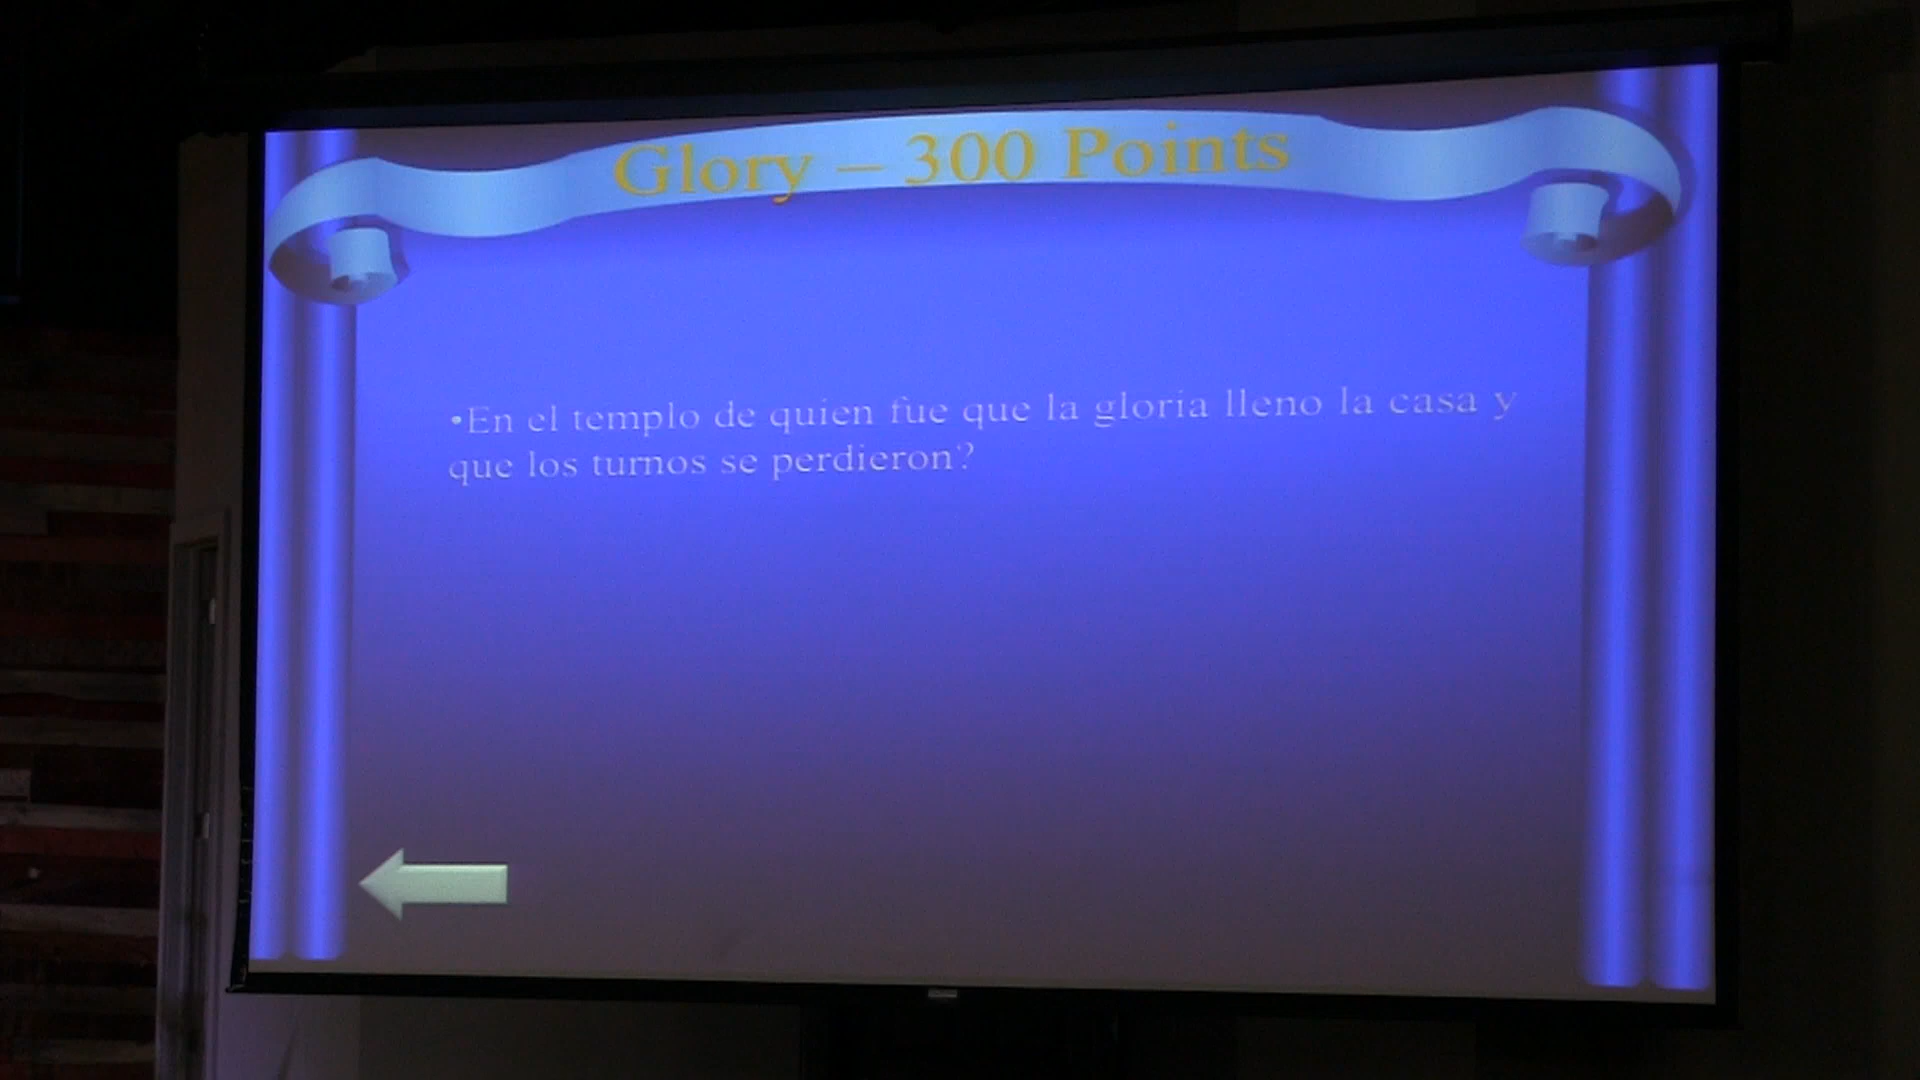 Glory – 300 Points
•En el templo de quien fue que la gloria lleno la casa y
que los turnos se perdieron?